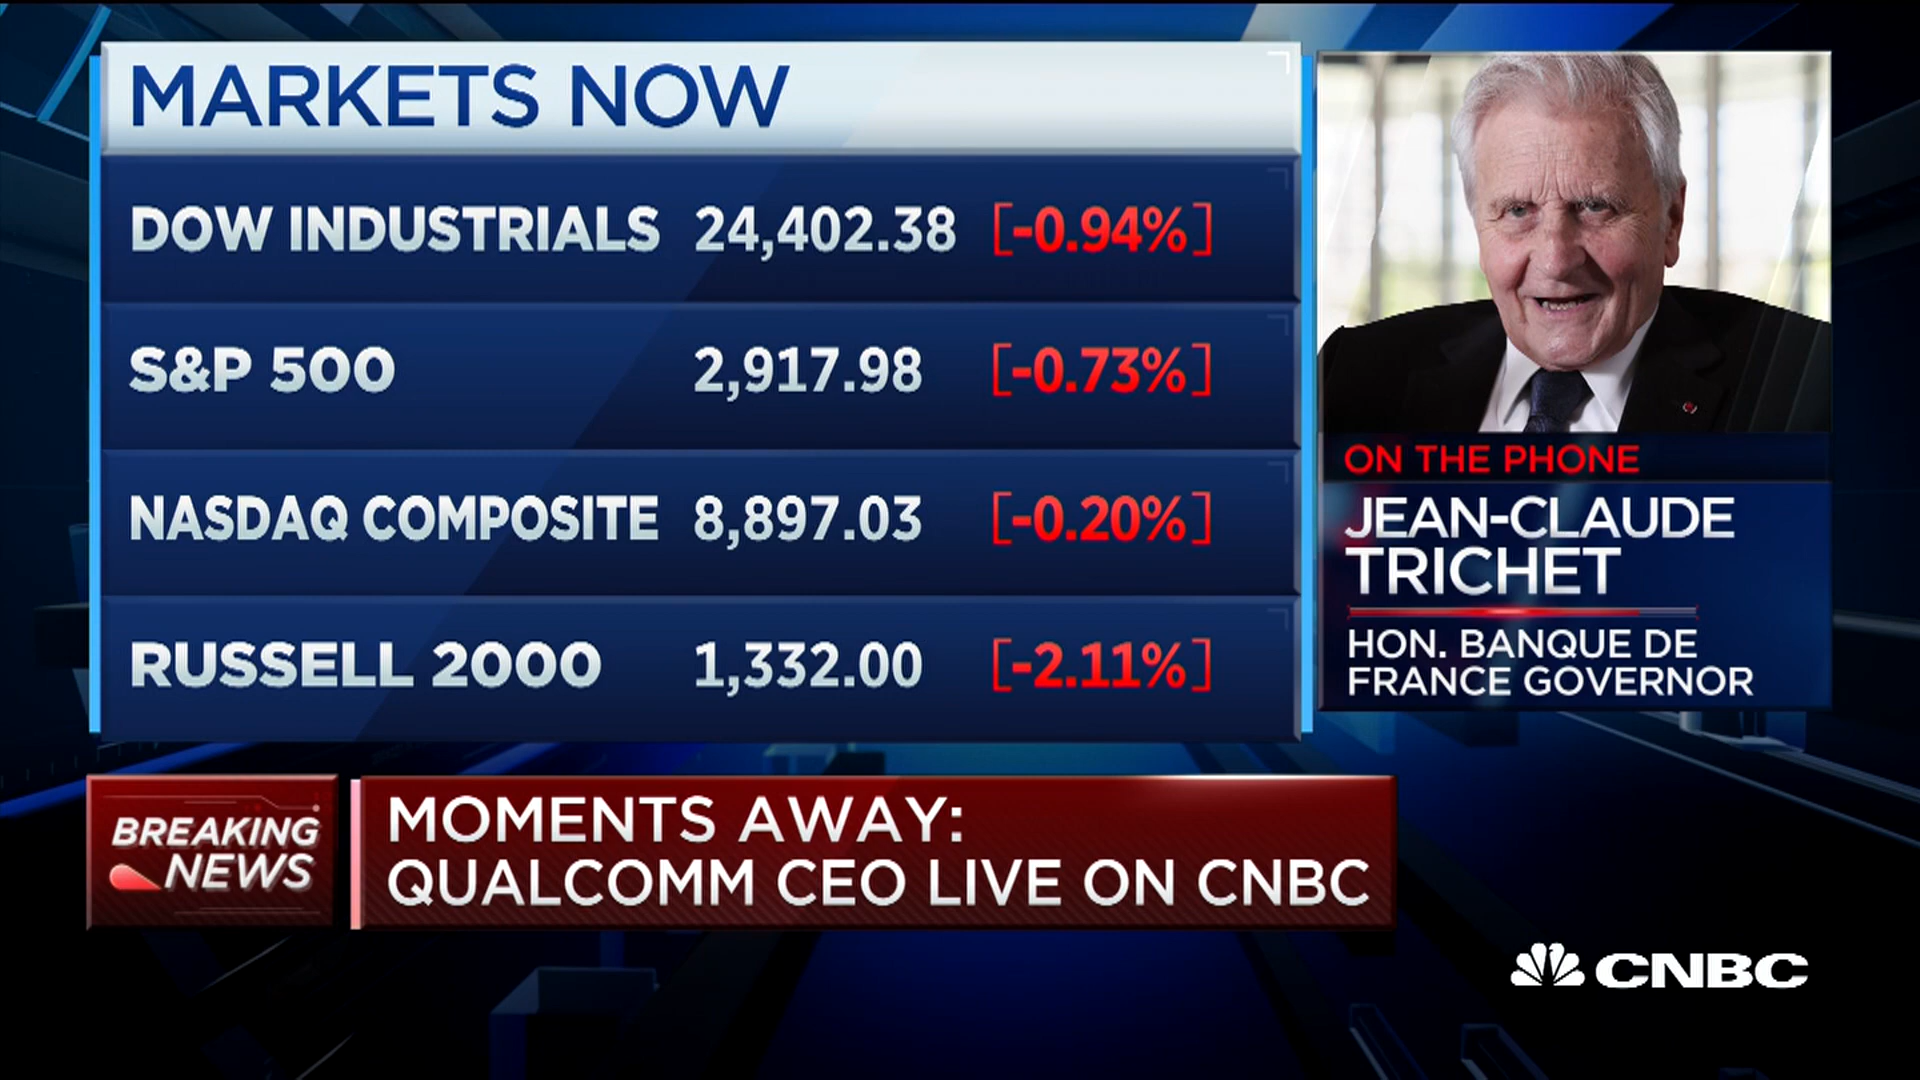 MARKETS NOW
DOW INDUSTRIALS 24,402.38 [-0.94%]
S&P 500 2,917.98 [-0.73%]
NASDAQ COMPOSITE 8,897.03 [-0.20%]
RUSSELL 2000 1,332.00 [-2.11%]
ON THE PHONE
JEAN-CLAUDE
TRICHET
HON. BANQUE DE
FRANCE GOVERNOR
BREAKING
NEWS
MOMENTS AWAY:
QUALCOMM CEO LIVE ON CNBC
CNBC